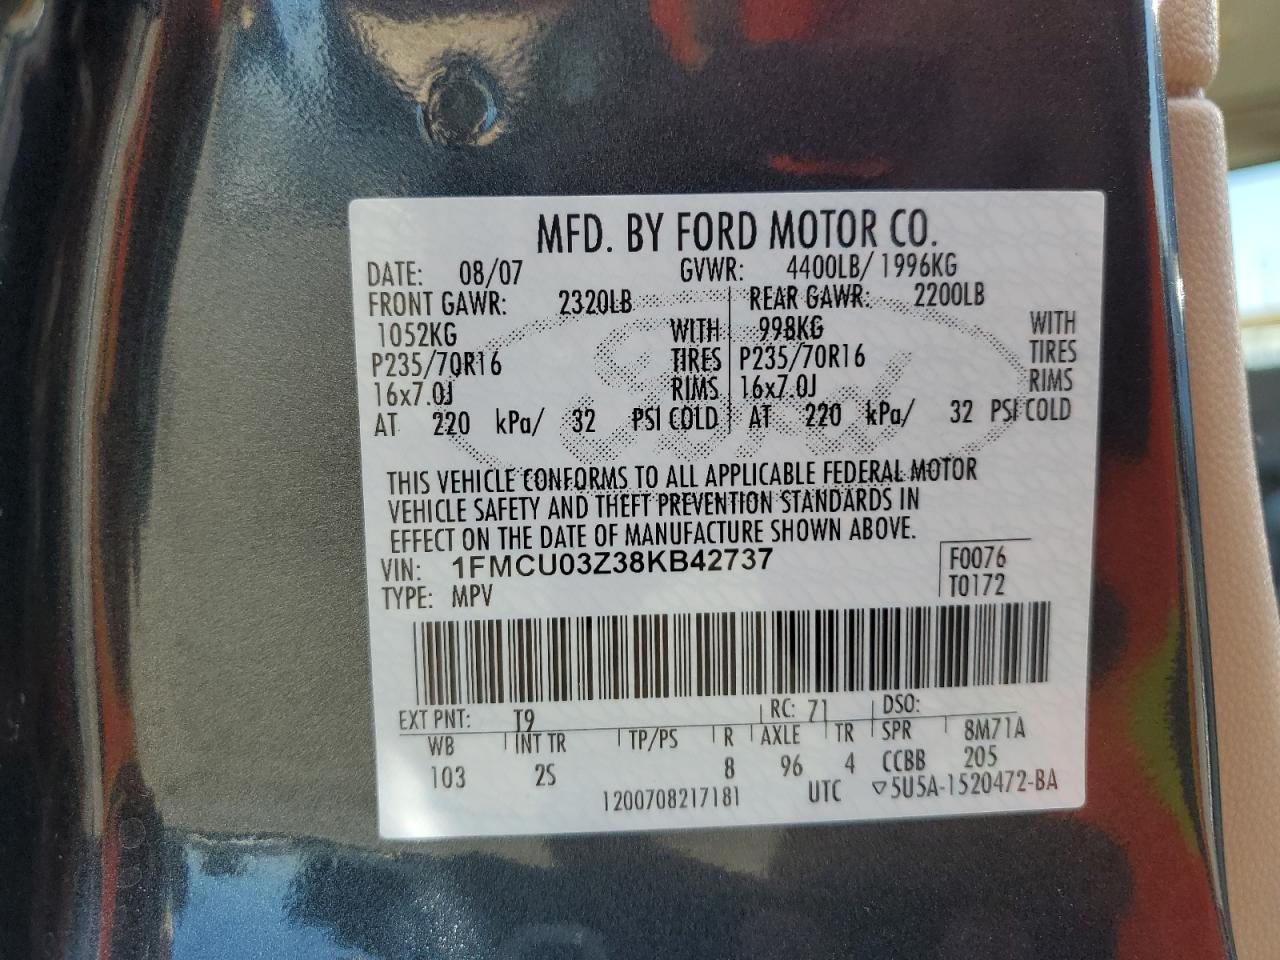 MFD. BY FORD MOTOR CO.
DATE: 08/07 GVWR: 4400LB/ 1996KG
FRONT GAWR: 2320LB REAR GAWR: 2200LB
1052KG WITH 998KG WITH
P235/70R16 TIRES P235/70R16 TIRES
16x7.0J RIMS 16x7.0J RIMS
AT 220 kPa/ 32 PSI COLD AT 220 kPa/ 32 PSI COLD
THIS VEHICLE CONFORMS TO ALL APPLICABLE FEDERAL MOTOR
VEHICLE SAFETY AND THEFT PREVENTION STANDARDS IN
EFFECT ON THE DATE OF MANUFACTURE SHOWN ABOVE.
VIN: 1FMCU03Z38KB42737 F0076
TYPE: MPV T0172
EXT PNT: T9 RC: 71 DSO:
WB INT TR TP/PS R AXLE TR SPR 8M71A
103 2S 8 96 4 CCBB 205
1200708217181 UTC ▽5U5A-1520472-BA